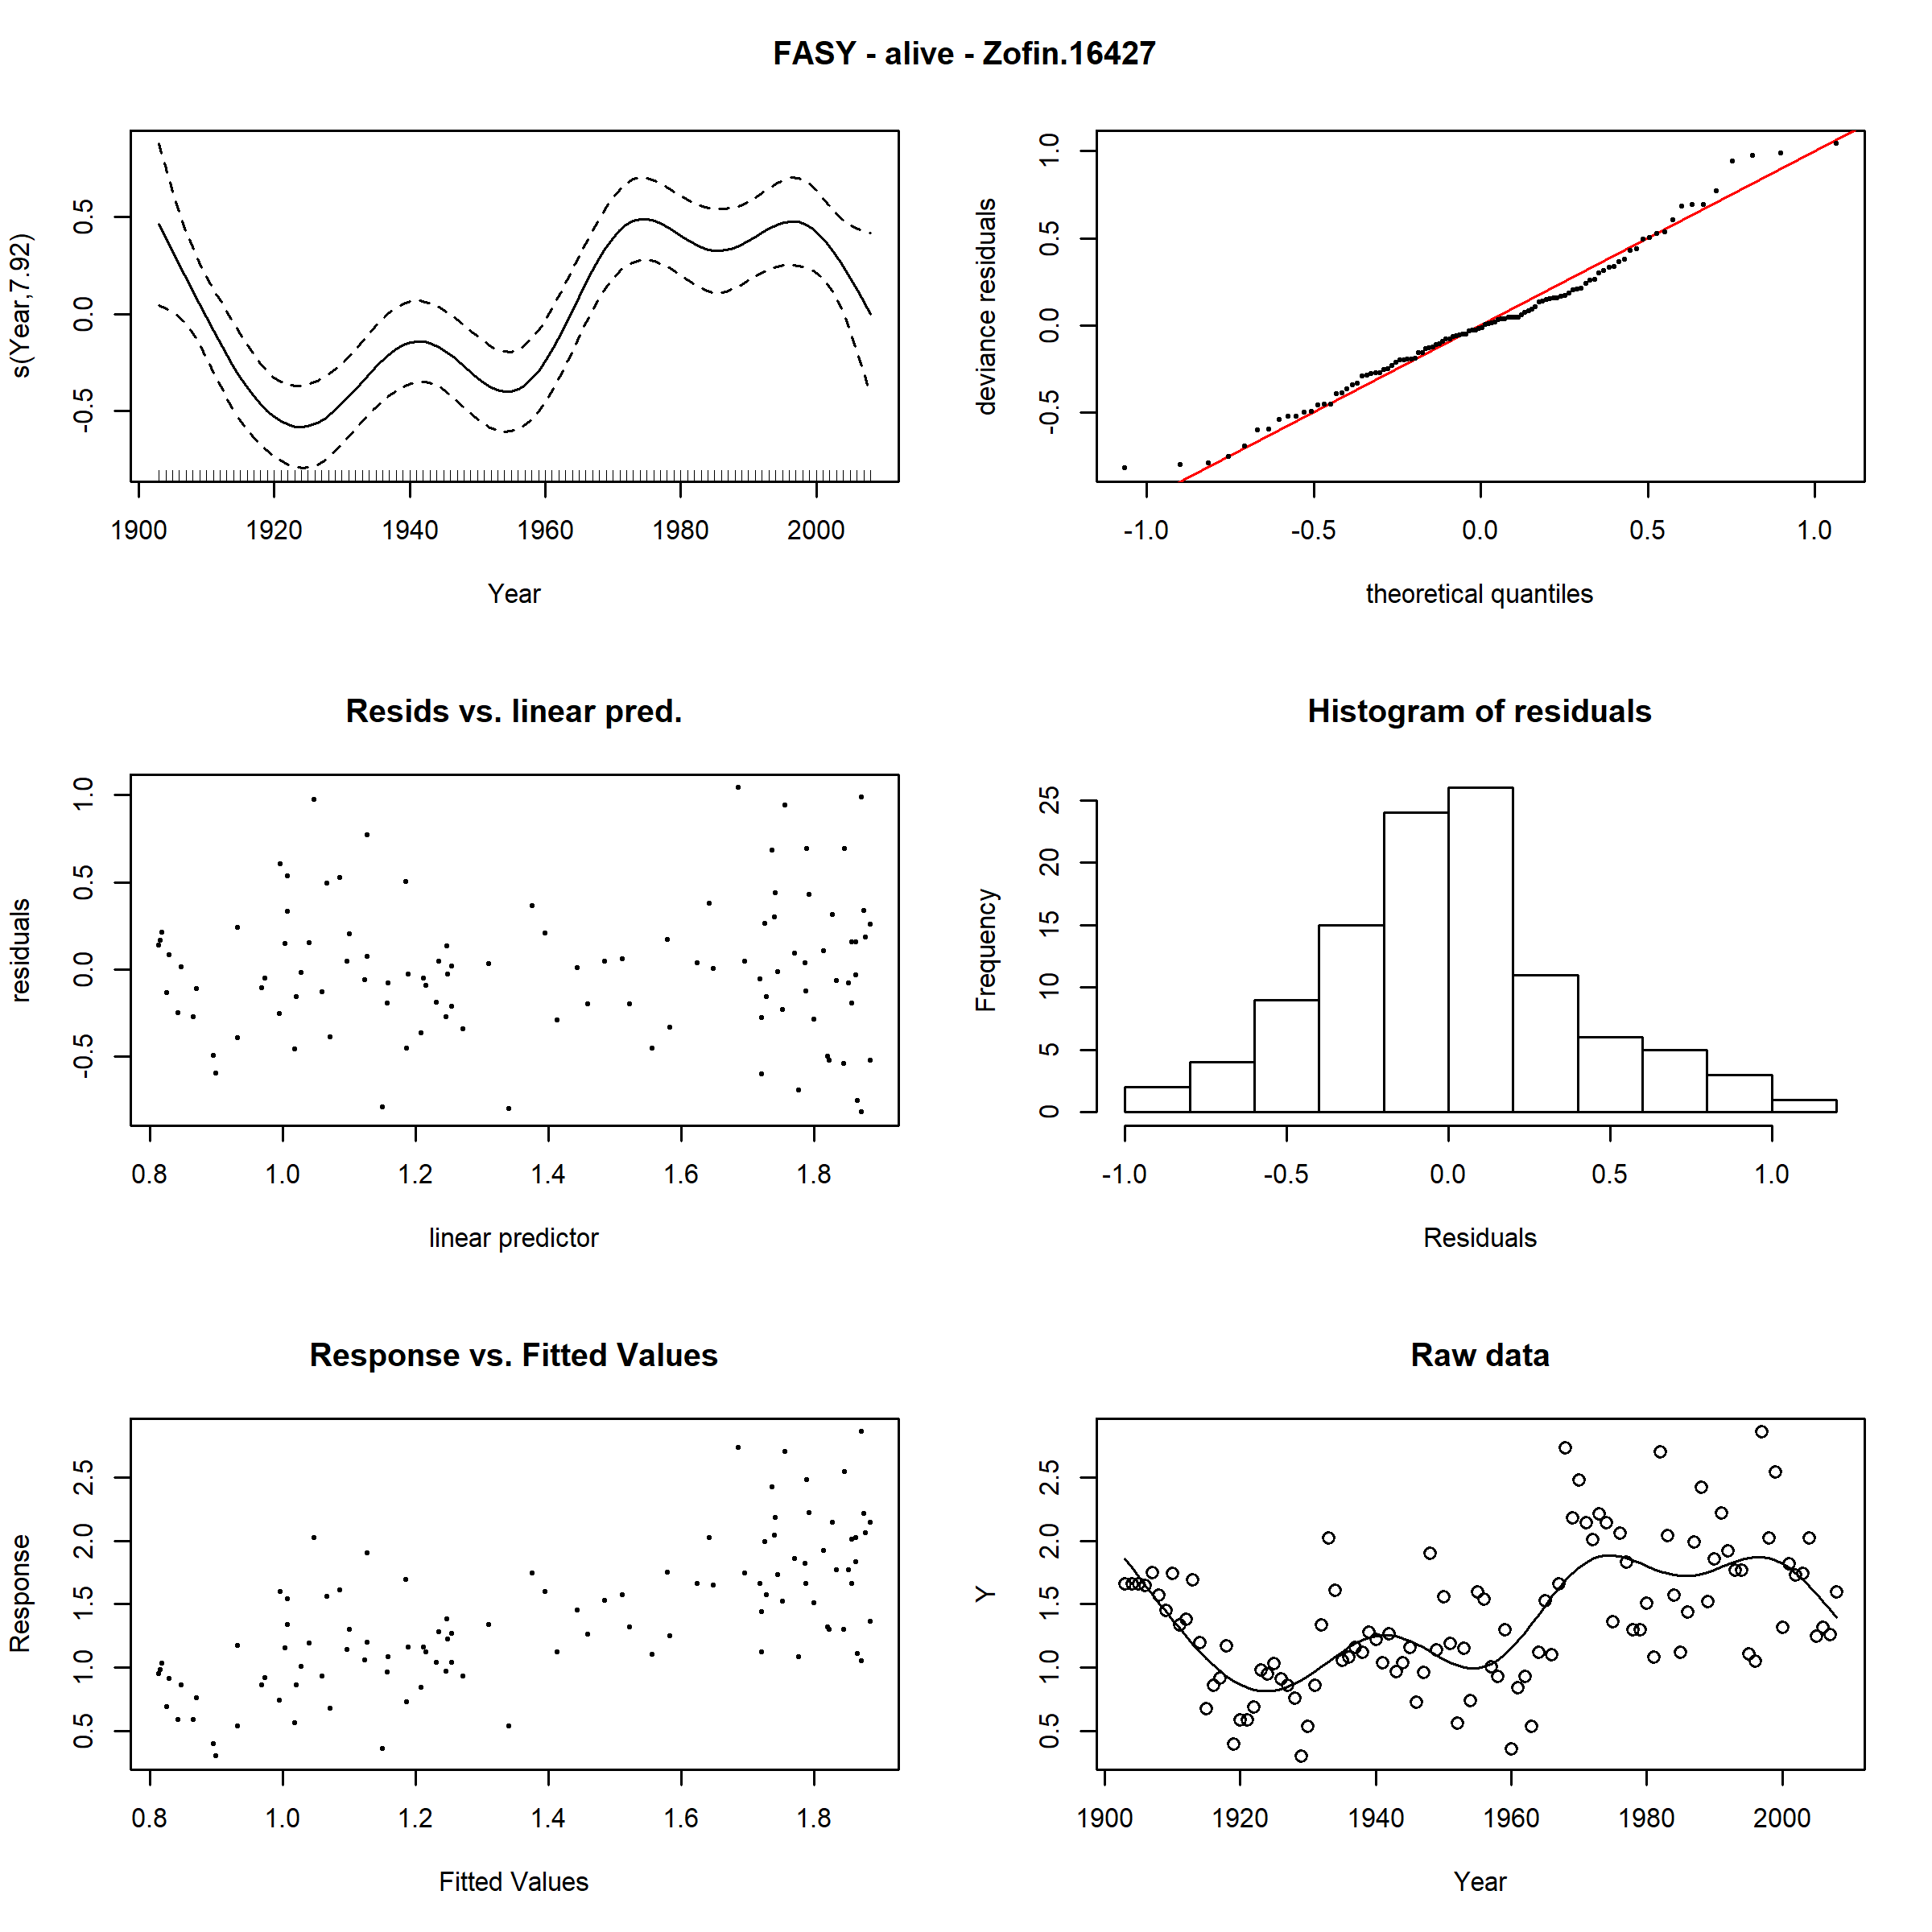 FASY - alive - Zofin.16427
s(Year,7.92)
-0.5 0.0 0.5
1900 1920 1940 1960 1980 2000
Year
deviance residuals
-0.5 0.0 0.5 1.0
-1.0 -0.5 0.0 0.5 1.0
theoretical quantiles
Resids vs. linear pred.
residuals
-0.5 0.0 0.5 1.0
0.8 1.0 1.2 1.4 1.6 1.8
linear predictor
Histogram of residuals
Frequency
0 5 10 15 20 25
-1.0 -0.5 0.0 0.5 1.0
Residuals
Response vs. Fitted Values
Response
0.5 1.0 1.5 2.0 2.5
0.8 1.0 1.2 1.4 1.6 1.8
Fitted Values
Raw data
Y
0.5 1.0 1.5 2.0 2.5
1900 1920 1940 1960 1980 2000
Year